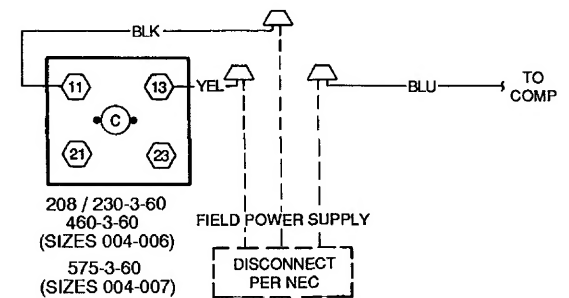 BLK
11
13
YEL
BLU
TO
COMP
C
21
23
208 / 230-3-60
460-3-60
(SIZES 004-006)
575-3-60
(SIZES 004-007)
FIELD POWER SUPPLY
DISCONNECT
PER NEC